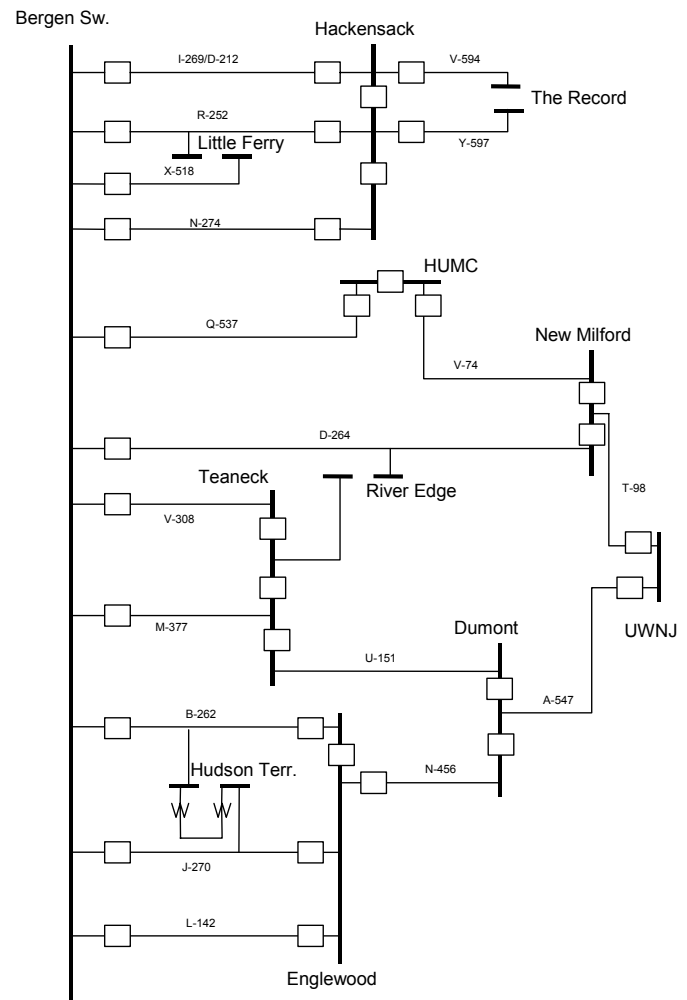 Bergen Sw.
Hackensack
I-269/D-212
V-594
The Record
R-252
Little Ferry
Y-597
X-518
N-274
HUMC
Q-537
New Milford
V-74
D-264
Teaneck
River Edge
T-98
V-308
M-377
Dumont
UWNJ
U-151
A-547
B-262
Hudson Terr.
N-456
J-270
L-142
Englewood